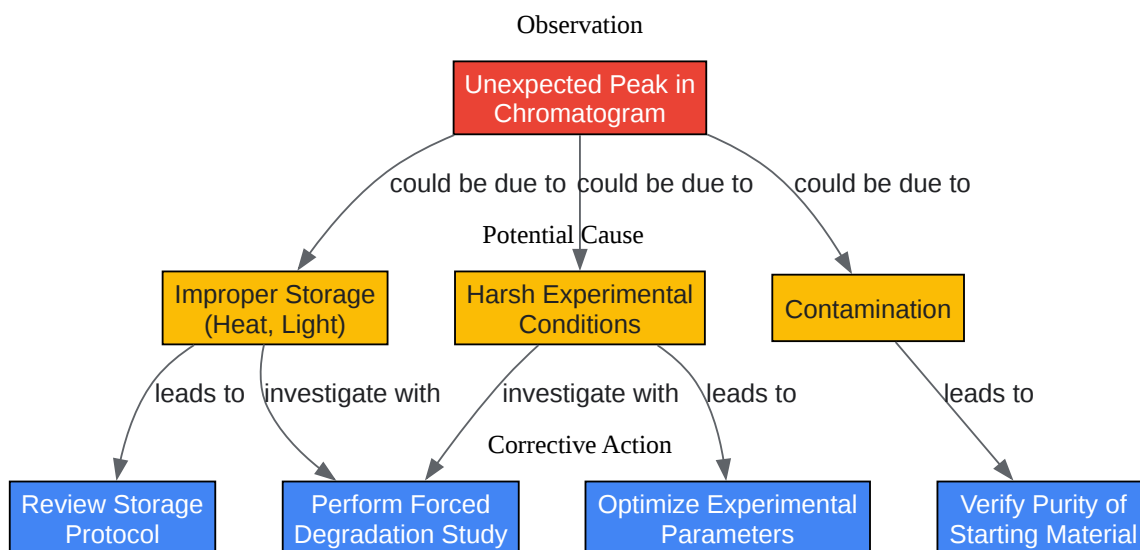 Observation
Unexpected Peak in
Chromatogram
could be due to could be due to could be due to
Potential Cause
Improper Storage
(Heat, Light)
Harsh Experimental
Conditions
Contamination
leads to investigate with investigate with leads to leads to
Corrective Action
Review Storage
Protocol
Perform Forced
Degradation Study
Optimize Experimental
Parameters
Verify Purity of
Starting Material